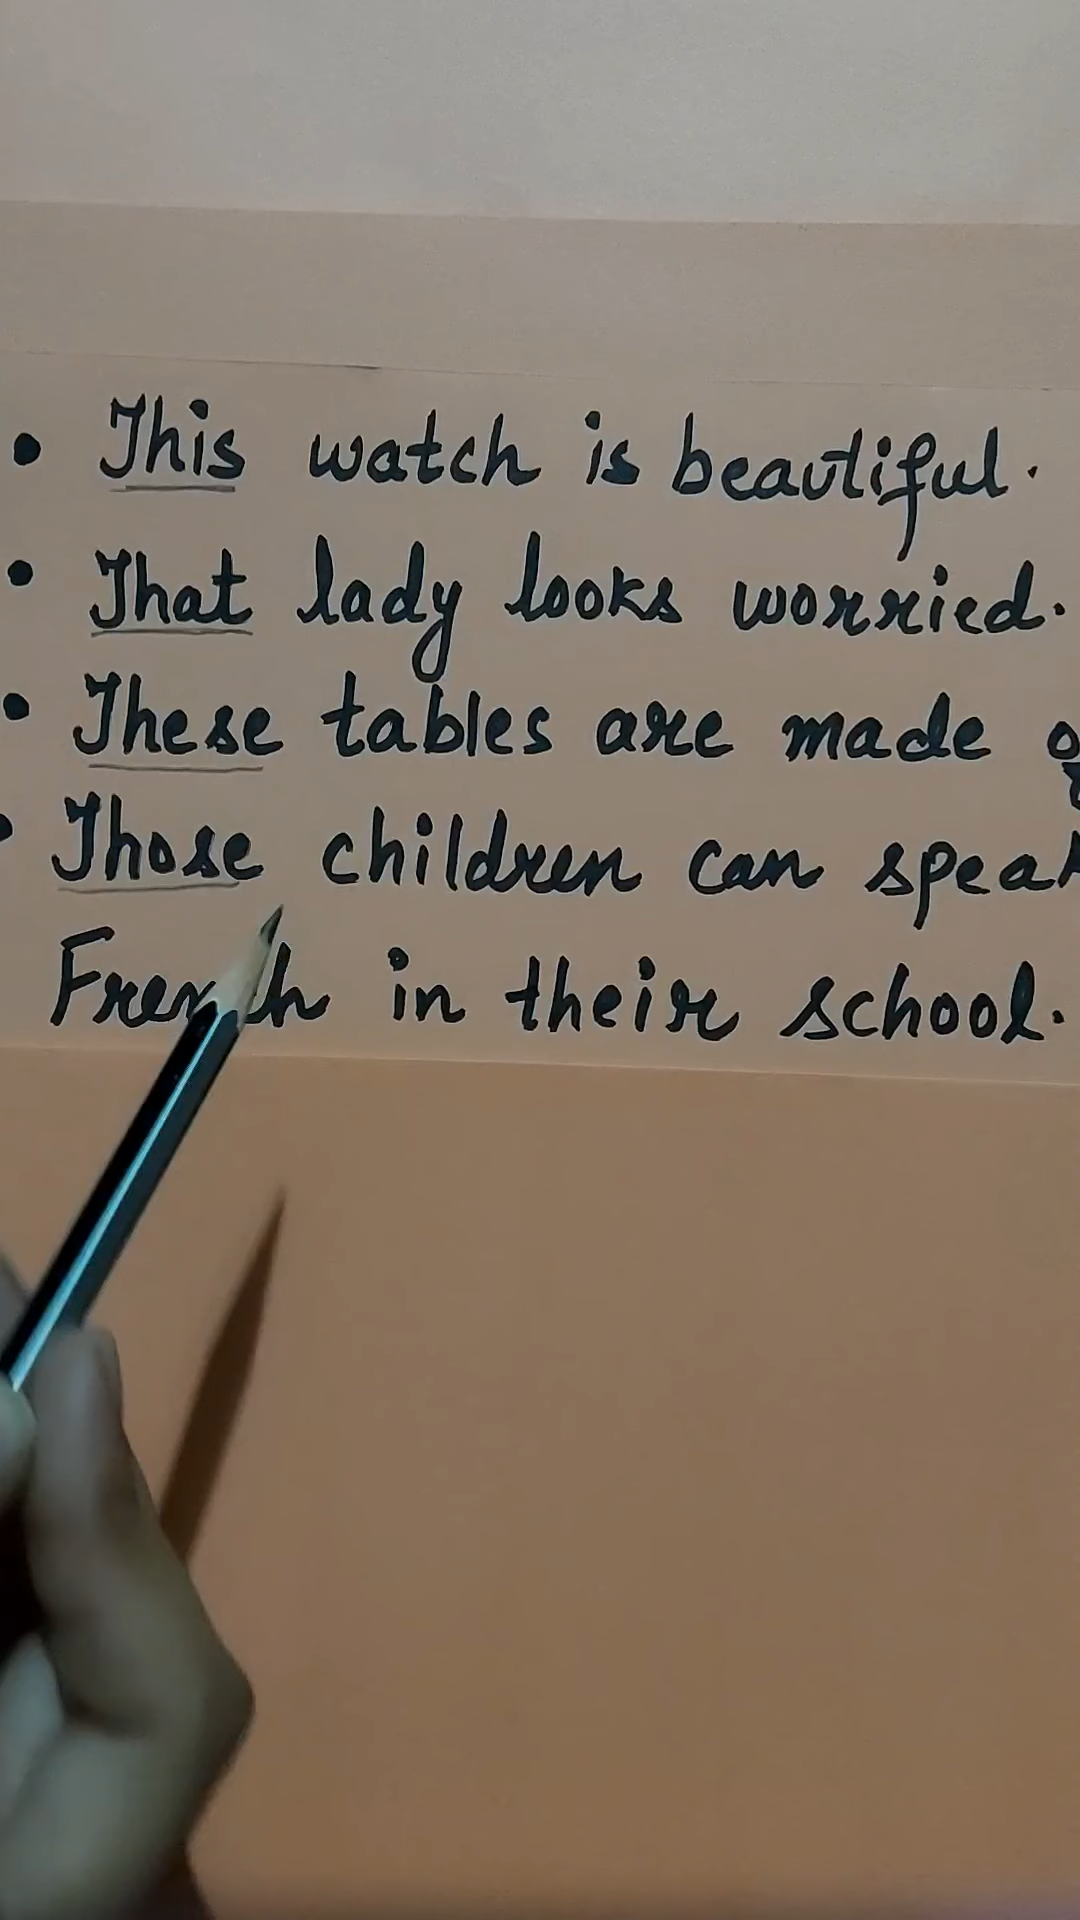 • This watch is beautiful.
• That lady looks worried.
• These tables are made
• Those children can speak
French in their school.